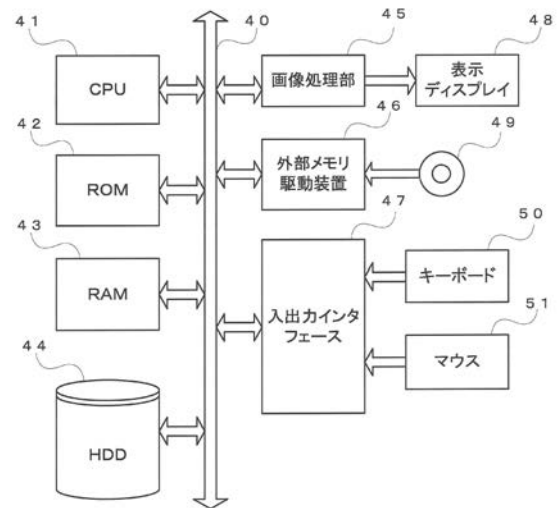 41
CPU
42
ROM
43
RAM
44
HDD
40
45
画像処理部
48
表示
ディスプレイ
46
外部メモリ
駆動装置
49
47
入出力インタ
フェース
50
キーボード
51
マウス